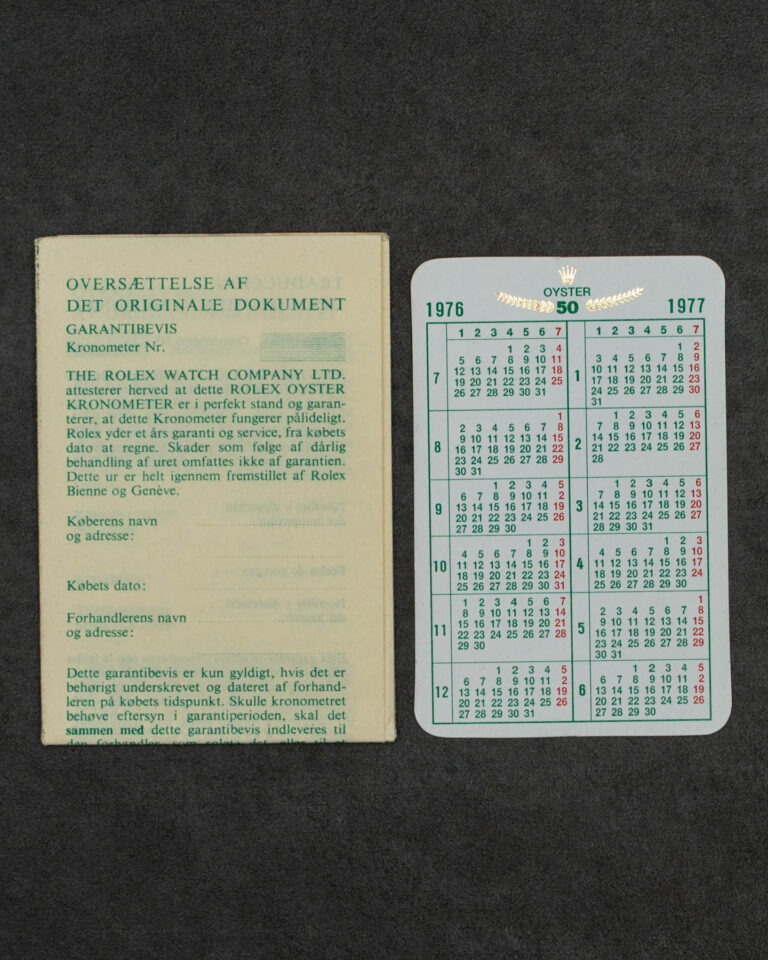 OVERSÆTTELSE AF
DET ORIGINALE DOKUMENT
GARANTIBEVIS
Kronometer Nr.
THE ROLEX WATCH COMPANY LTD.
attesterer herved at dette ROLEX OYSTER
KRONOMETER er i perfekt stand og garan-
terer, at dette Kronometer fungerer pålideligt.
Rolex yder et års garanti og service, fra købets
dato at regne. Skader som følge af dårlig
behandling af uret omfattes ikke af garantien.
Dette ur er helt igennem fremstillet af Rolex
Bienne og Genève.
Køberens navn
og adresse:
Købets dato:
Forhandlerens navn
og adresse:
Dette garantibevis er kun gyldigt, hvis det er
behørigt underskrevet og dateret af forhand-
leren på købets tidspunkt. Skulle kronometret
behøve eftersyn i garantiperioden, skal det
sammen med dette garantibevis indleveres til
den forhandler, som solgte det, eller til et
OYSTER
50
1976
1977
1 2 3 4 5 6 7
7
1 2 3 4
5 6 7 8 9 10 11
12 13 14 15 16 17 18
19 20 21 22 23 24 25
26 27 28 29 30 31
8
1
2 3 4 5 6 7 8
9 10 11 12 13 14 15
16 17 18 19 20 21 22
23 24 25 26 27 28 29
30 31
9
1 2 3 4 5
6 7 8 9 10 11 2
13 14 15 16 17 18 19
20 21 22 23 24 25 26
27 28 29 30
10
1 2 3
4 5 6 7 8 9 10
11 12 13 14 15 16 17
18 19 20 21 22 23 24
25 26 27 28 29 30 31
11
1 2 3 4 5 6 7
8 9 10 11 12 13 14
15 16 17 18 19 20 21
22 23 24 25 26 27 28
29 30
12
1 2 3 4 5
6 7 8 9 10 11 2
13 14 15 16 17 18 19
20 21 22 23 24 25 26
27 28 29 30 31
1 2 3 4 5 6 7
1
1 2
3 4 5 6 7 8 9
10 11 12 13 14 15 16
17 18 19 20 21 22 23
24 25 26 27 28 29 30
31
2
1 2 3 4 5 6
7 8 9 10 11 12 13
14 15 16 17 18 19 20
21 22 23 24 25 26 27
28
3
1 2 3 4 5 6
7 8 9 10 11 12 13
14 15 16 17 18 19 20
21 22 23 24 25 26 27
28 29 30 31
4
1 2 3
4 5 6 7 8 9 10
11 12 13 14 15 16 17
18 19 20 21 22 23 24
25 26 27 28 29 30
5
1
2 3 4 5 6 7 8
9 10 11 12 13 14 15
16 17 18 19 20 21 22
23 24 25 26 27 28 29
30 31
6
1 2 3 4 5
6 7 8 9 10 11 2
13 14 15 16 17 18 19
20 21 22 23 24 25 26
27 28 29 30